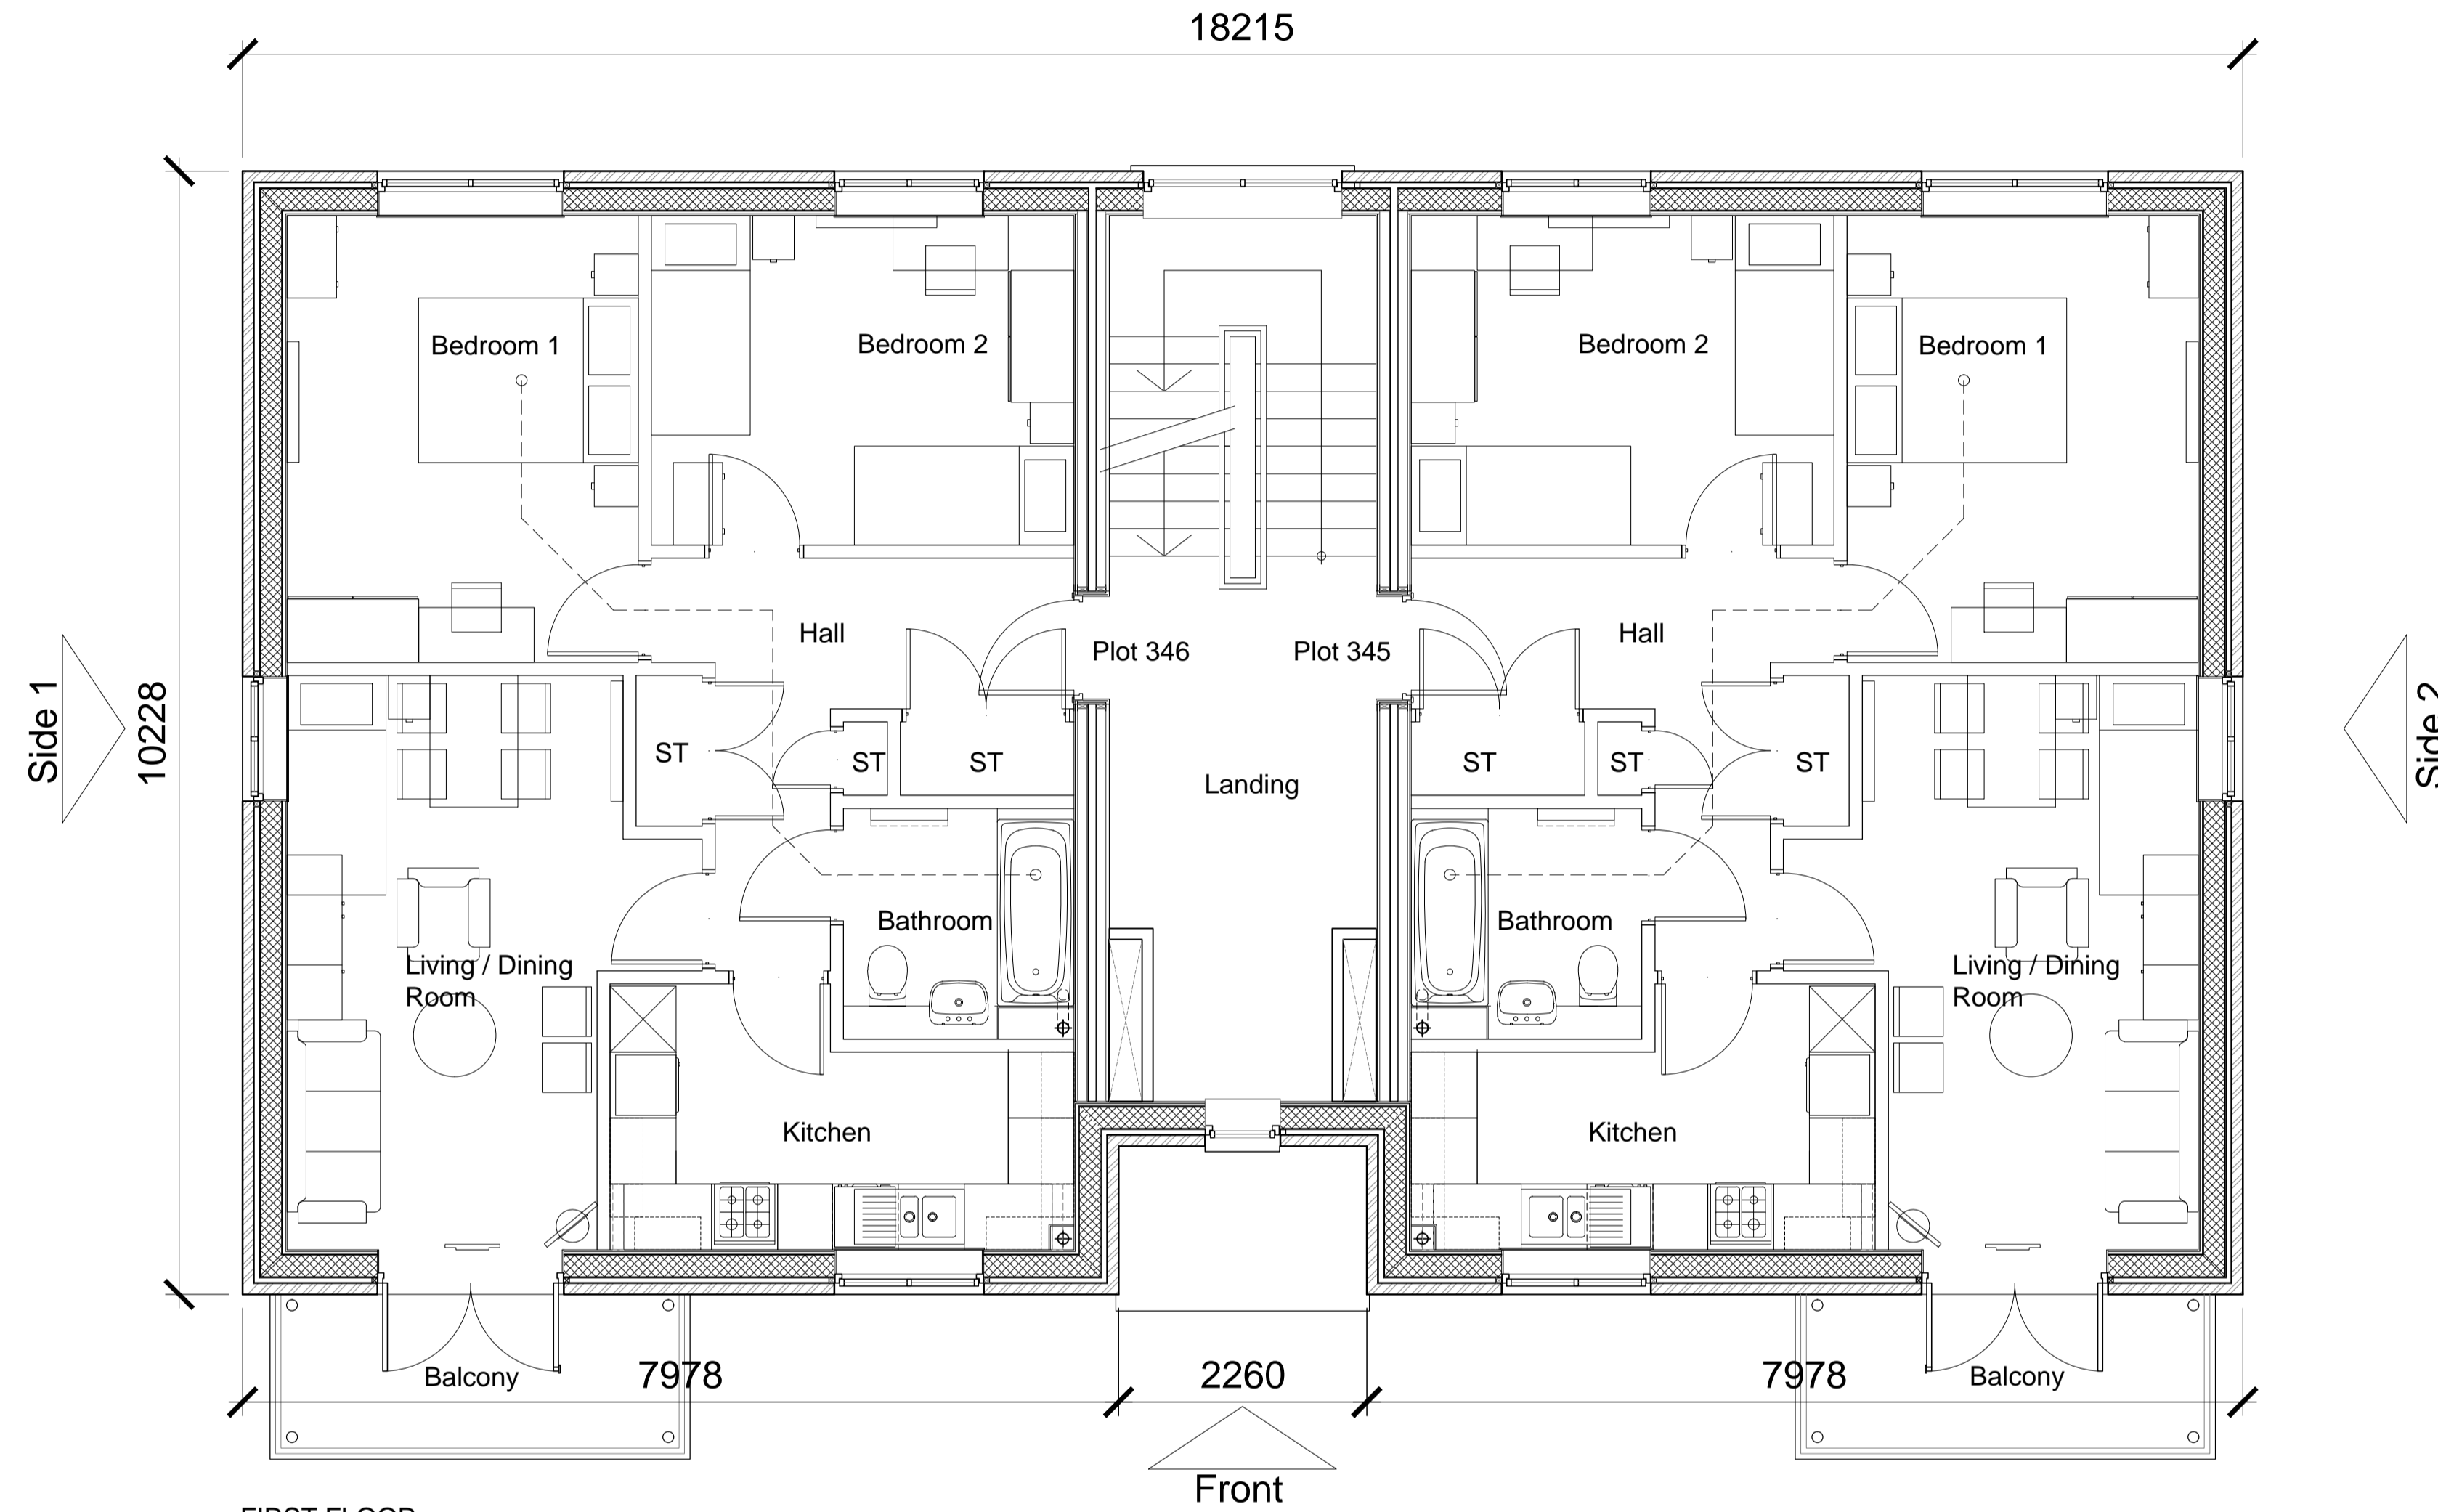 18215
Bedroom 1
Bedroom 2
Bedroom 2
Bedroom 1
Hall
Plot 346
Plot 345
Hall
Side 1
10228
Side 2
ST
ST
ST
Landing
ST
ST
ST
Bathroom
Bathroom
Living / Dining
Room
Living / Dining
Room
Kitchen
Kitchen
Balcony
7978
2260
7978
Balcony
Front
FIRST FLOOR